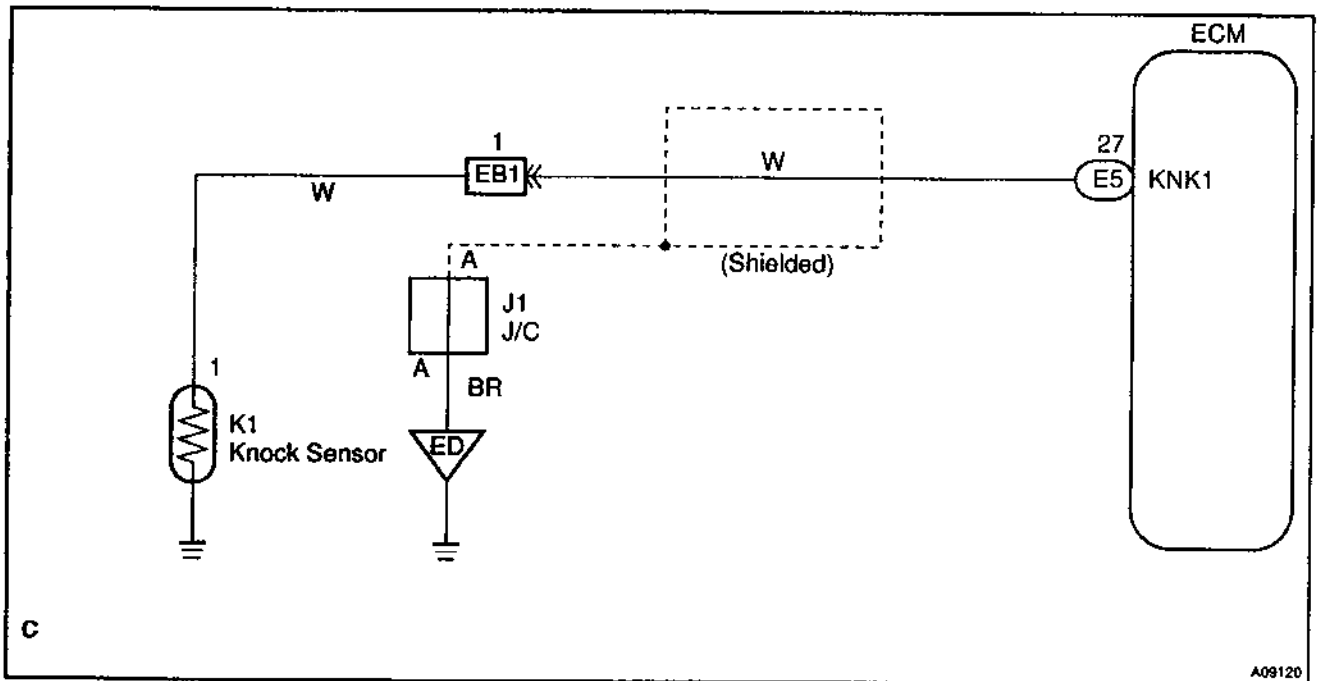 ECM
1
EB1
W
W
27
E5
KNK1
(Shielded)
A
J1
J/C
A
BR
1
K1
Knock Sensor
ED
C
A09120